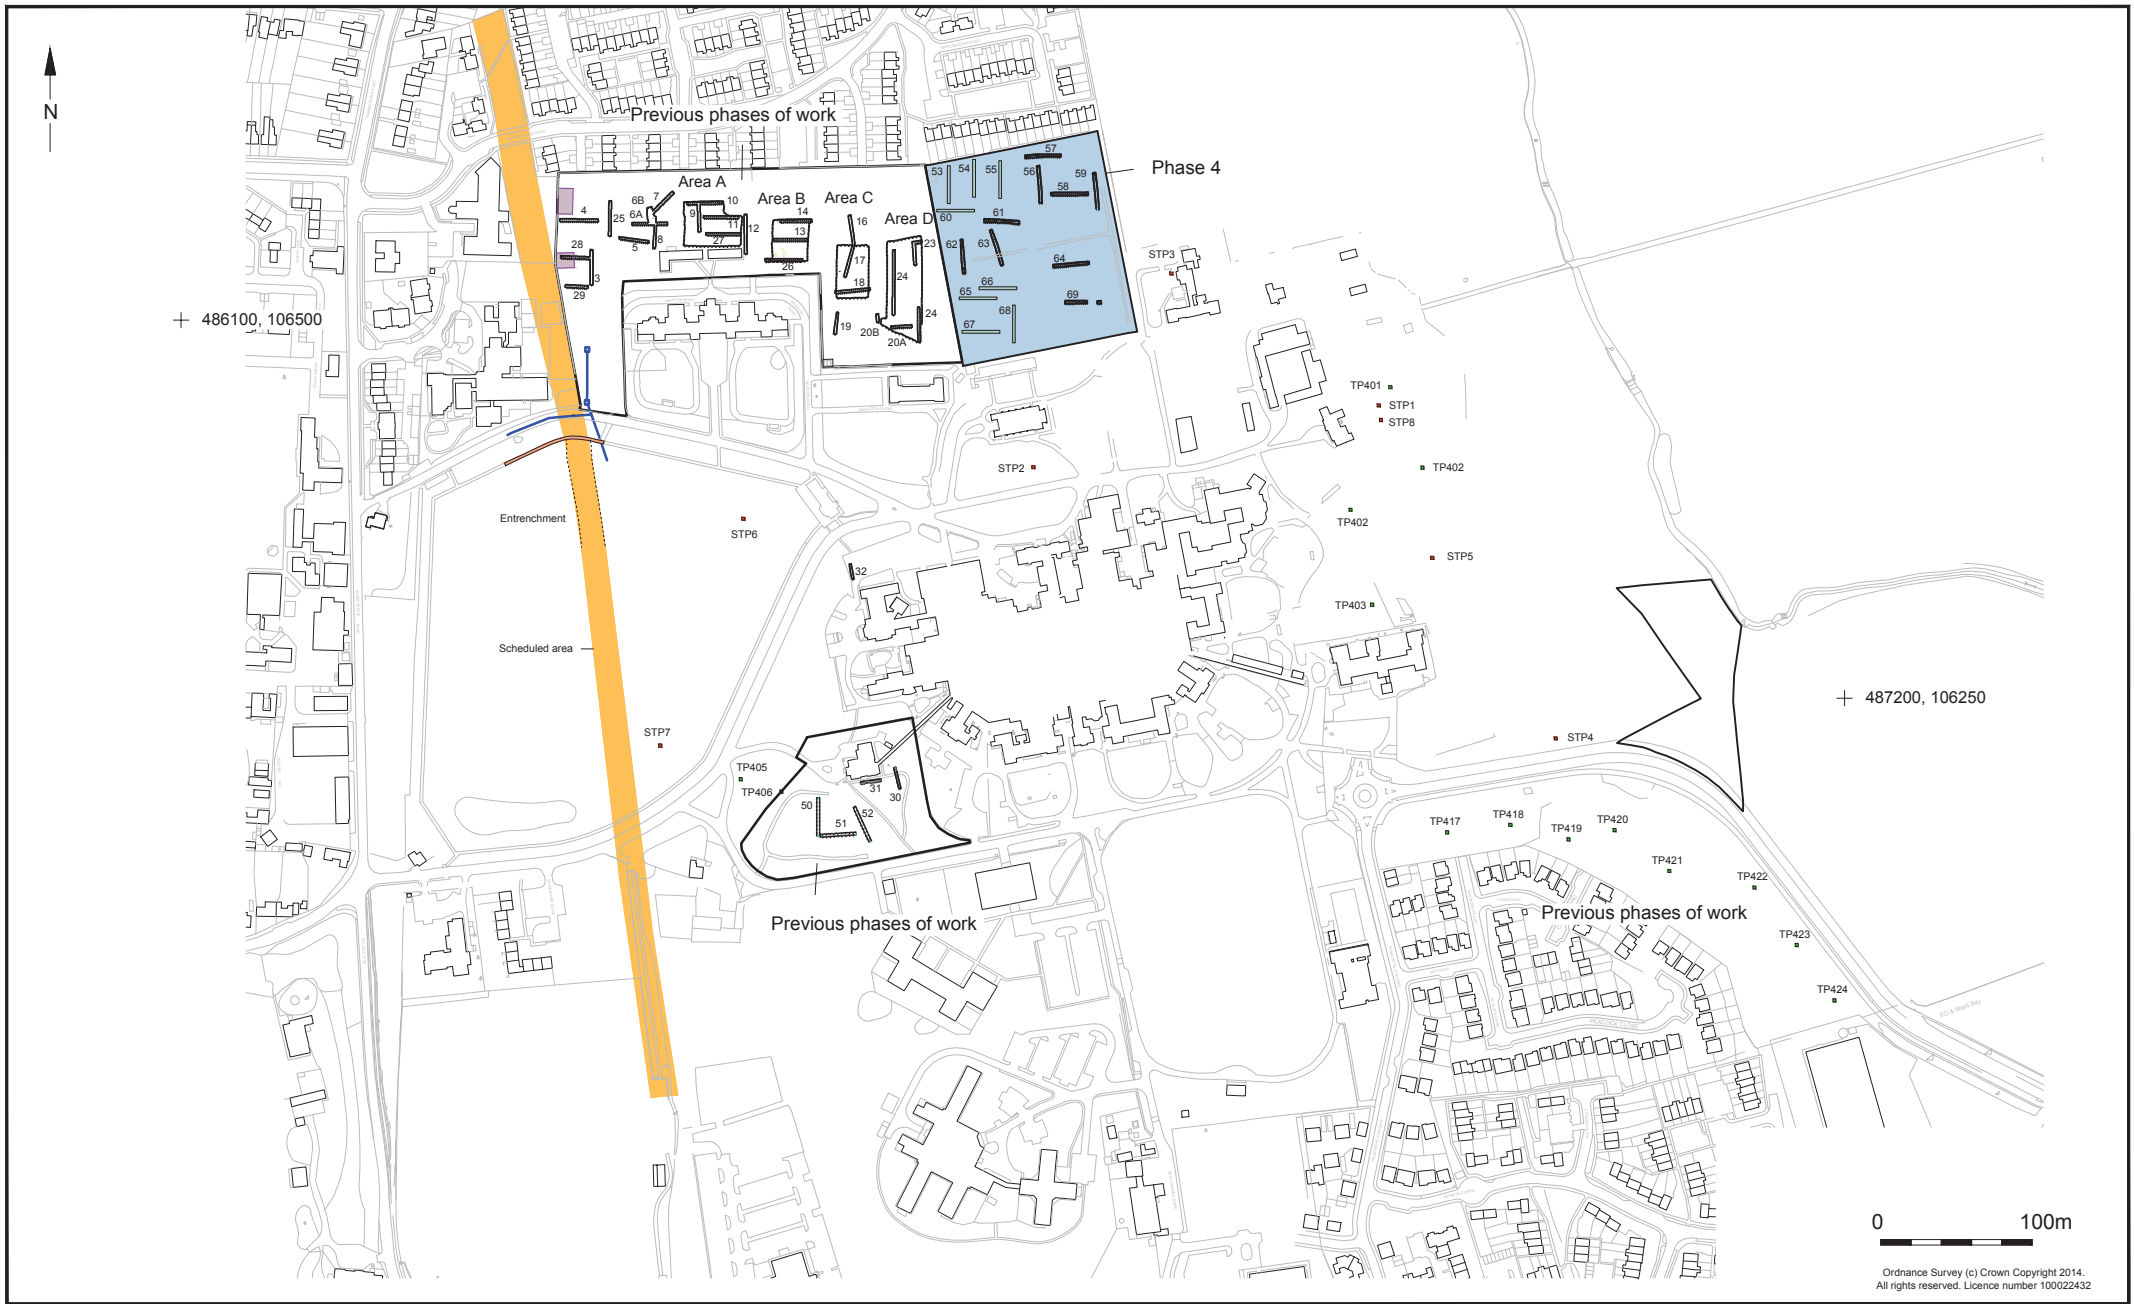 N
Previous phases of work
Phase 4
Area A
Area B
Area C
Area D
57
53
54
55
56
59
58
60
61
62
63
64
66
65
68
67
69
4
25
6B
7
6A
5
8
9
10
11
27
12
14
13
26
16
17
18
19
23
24
24
20B
20A
28
3
29
STP3
486100, 106500
TP401
STP1
STP8
STP2
TP402
TP402
Entrenchment
STP6
STP5
32
TP403
Scheduled area
487200, 106250
STP7
STP4
TP405
TP406
31
30
50
51
52
TP417
TP418
TP419
TP420
TP421
TP422
TP423
TP424
Previous phases of work
Previous phases of work
PEACOCK CLOSE
ED & Ward Bdy
0
100m
Ordnance Survey (c) Crown Copyright 2014.
All rights reserved. Licence number 100022432